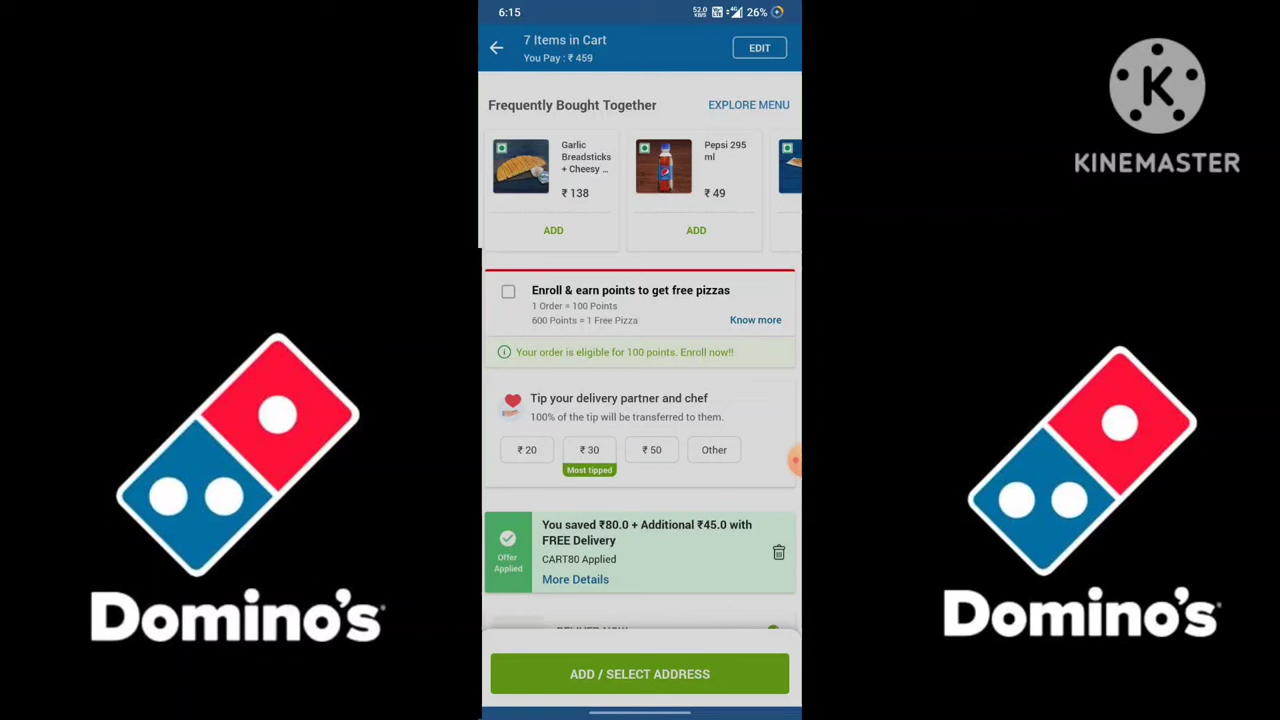 6:15
52.0
KB/S
4G
26%
7 Items in Cart
You Pay : ₹ 459
EDIT
KINEMASTER
Frequently Bought Together
EXPLORE MENU
Garlic
Breadsticks
+ Cheesy ...
₹ 138
ADD
Pepsi 295
ml
₹ 49
ADD
Enroll & earn points to get free pizzas
1 Order = 100 Points
600 Points = 1 Free Pizza
Know more
Your order is eligible for 100 points. Enroll now!!
Tip your delivery partner and chef
100% of the tip will be transferred to them.
₹ 20
₹ 30
₹ 50
Other
Most tipped
You saved ₹80.0 + Additional ₹45.0 with
FREE Delivery
Offer
Applied
CART80 Applied
More Details
ADD / SELECT ADDRESS
Domino's
Domino's